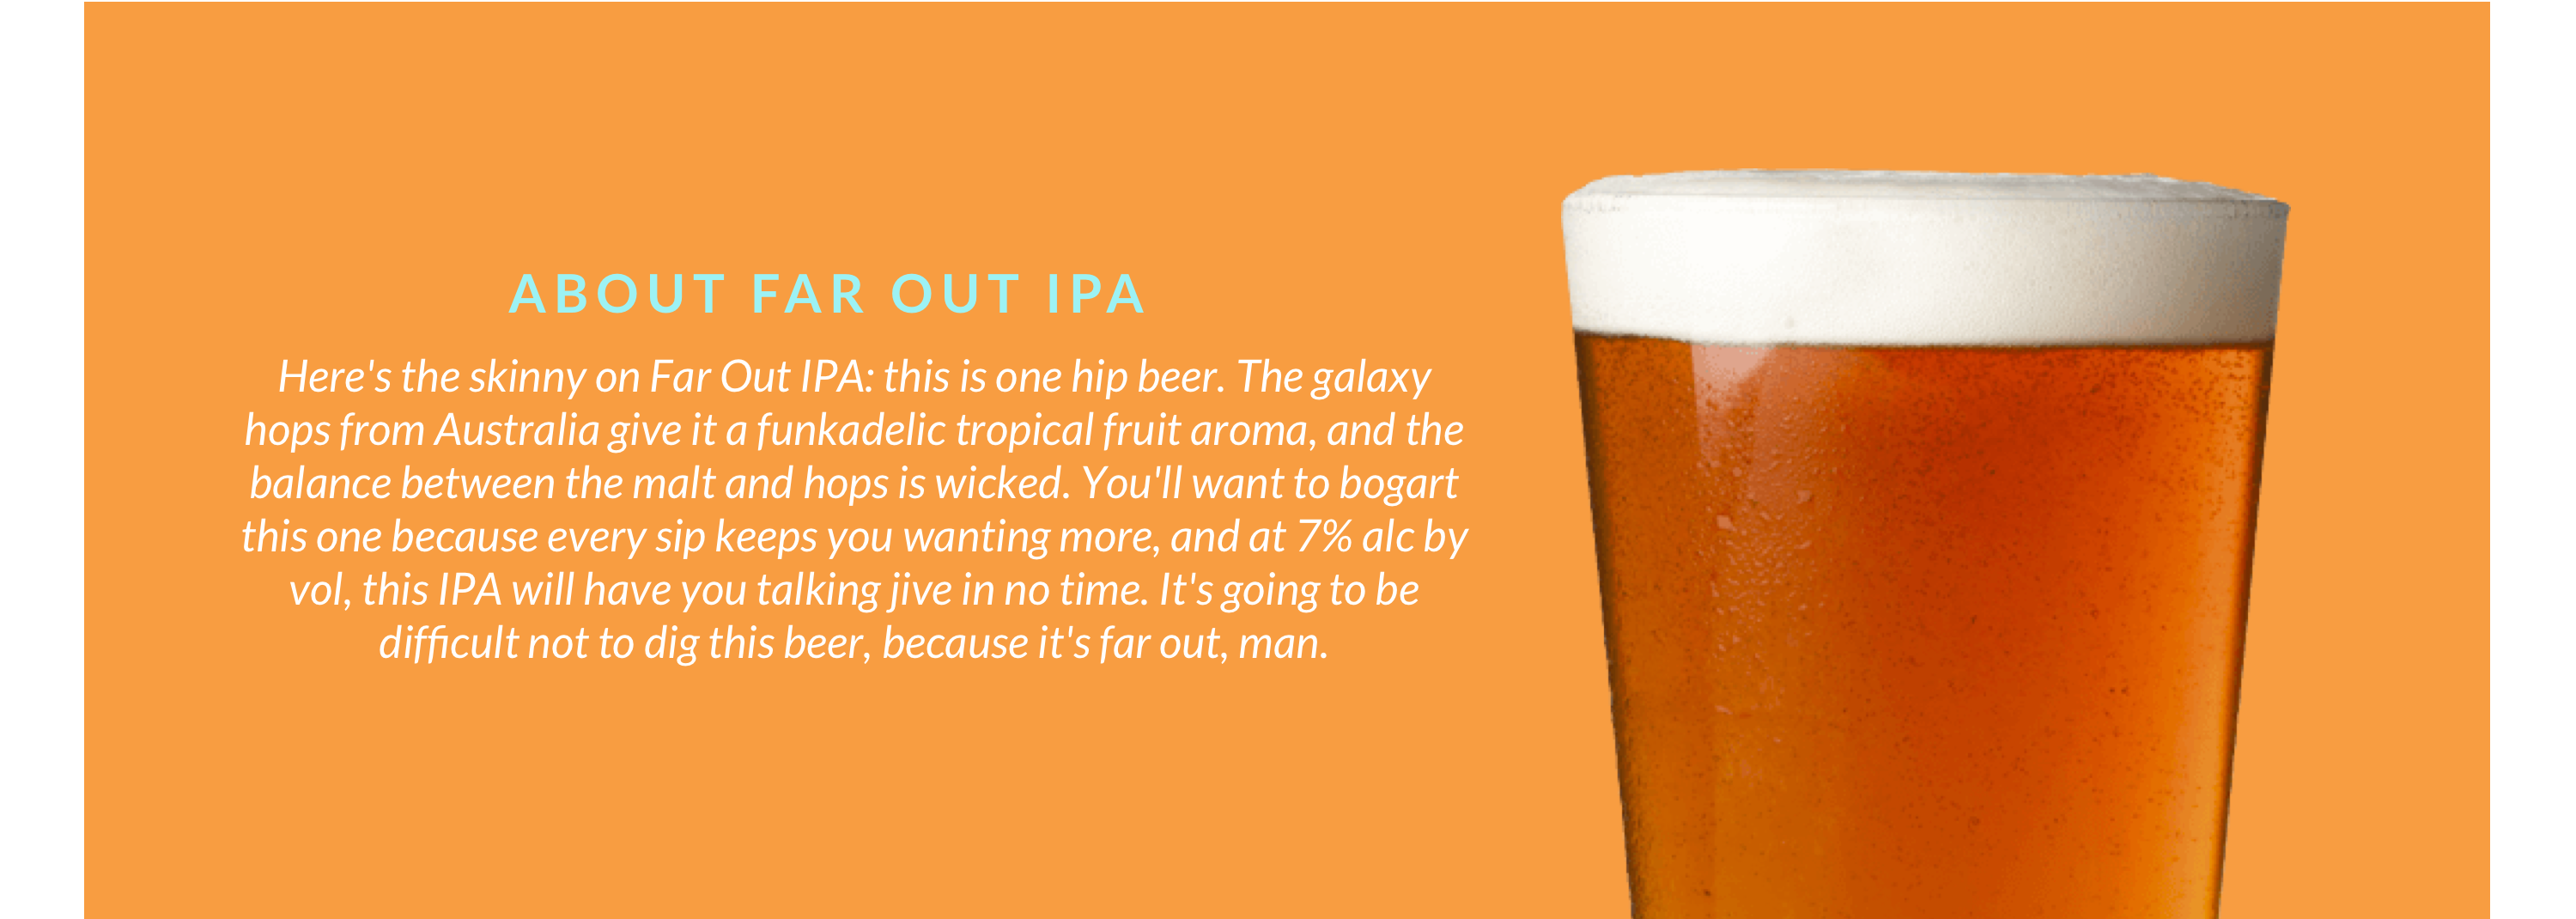 ABOUT FAR OUT IPA
Here's the skinny on Far Out IPA: this is one hip beer. The galaxy
hops from Australia give it a funkadelic tropical fruit aroma, and the
balance between the malt and hops is wicked. You'll want to bogart
this one because every sip keeps you wanting more, and at 7% alc by
vol, this IPA will have you talking jive in no time. It's going to be
difficult not to dig this beer, because it's far out, man.